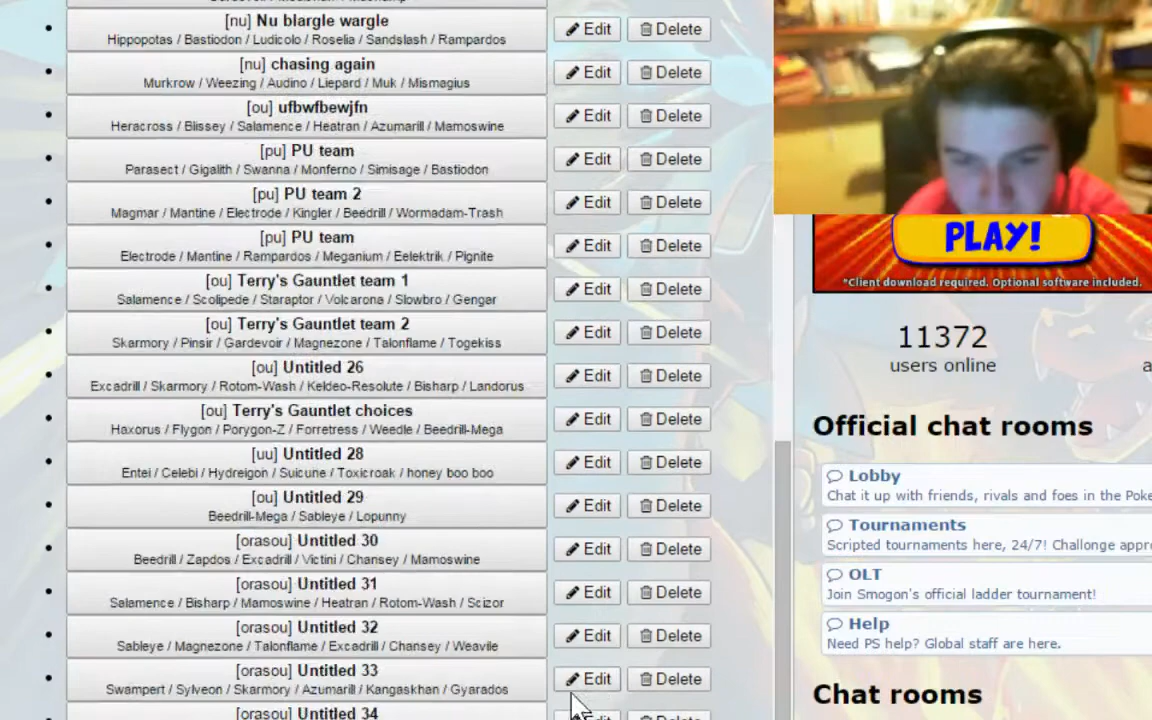 [nu] Nu blargle wargle
Hippopotas / Bastiodon / Ludicolo / Roselia / Sandslash / Rampardos
Edit Delete
[nu] chasing again
Murkrow / Weezing / Audino / Liepard / Muk / Mismagius
Edit Delete
[ou] ufbwfbewjfn
Heracross / Blissey / Salamence / Heatran / Azumarill / Mamoswine
Edit Delete
[pu] PU team
Parasect / Gigalith / Swanna / Monferno / Simisage / Bastiodon
Edit Delete
[pu] PU team 2
Magmar / Mantine / Electrode / Kingler / Beedrill / Wormadam-Trash
Edit Delete
[pu] PU team
Electrode / Mantine / Rampardos / Meganium / Eelektrik / Pignite
Edit Delete
[ou] Terry's Gauntlet team 1
Salamence / Scolipede / Staraptor / Volcarona / Slowbro / Gengar
Edit Delete
[ou] Terry's Gauntlet team 2
Skarmory / Pinsir / Gardevoir / Magnezone / Talonflame / Togekiss
Edit Delete
[ou] Untitled 26
Excadrill / Skarmory / Rotom-Wash / Keldeo-Resolute / Bisharp / Landorus
Edit Delete
[ou] Terry's Gauntlet choices
Haxorus / Flygon / Porygon-Z / Forretress / Weedle / Beedrill-Mega
Edit Delete
[uu] Untitled 28
Entei / Celebi / Hydreigon / Suicune / Toxicroak / honey boo boo
Edit Delete
[ou] Untitled 29
Beedrill-Mega / Sableye / Lopunny
Edit Delete
[orasou] Untitled 30
Beedrill / Zapdos / Excadrill / Victini / Chansey / Mamoswine
Edit Delete
[orasou] Untitled 31
Salamence / Bisharp / Mamoswine / Heatran / Rotom-Wash / Scizor
Edit Delete
[orasou] Untitled 32
Sableye / Magnezone / Talonflame / Excadrill / Chansey / Weavile
Edit Delete
[orasou] Untitled 33
Swampert / Sylveon / Skarmory / Azumarill / Kangaskhan / Gyarados
Edit Delete
[orasou] Untitled 34
PLAY!
*Client download required. Optional software included.
11372
users online
Official chat rooms
Lobby
Chat it up with friends, rivals and foes in the
Tournaments
Scripted tournaments here, 24/7! Challonge
OLT
Join Smogon's official ladder tournament!
Help
Need PS help? Global staff are here.
Chat rooms